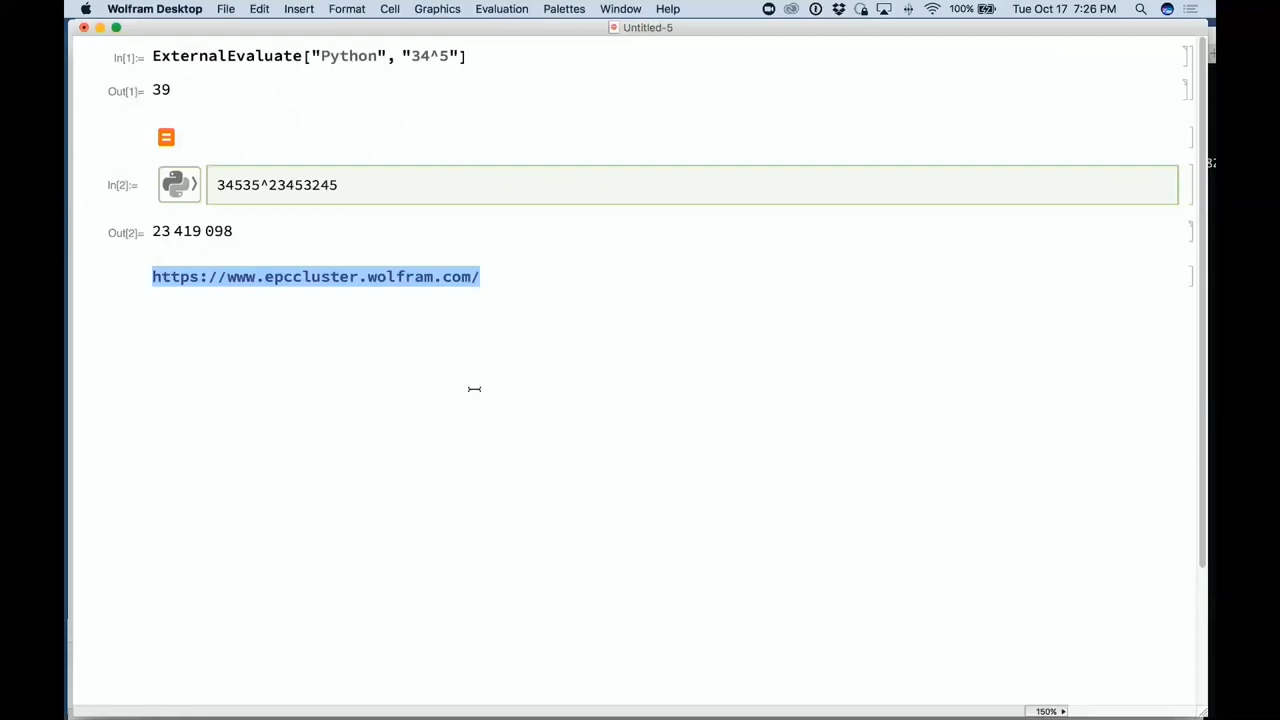 Wolfram Desktop File Edit Insert Format Cell Graphics Evaluation Palettes Window Help 100% Tue Oct 17 7:26 PM
Untitled-5
In[1]:= ExternalEvaluate["Python", "34^5"]
Out[1]= 39
In[2]:= 34535^23453245
Out[2]= 23 419 098
https://www.epccluster.wolfram.com/
150%